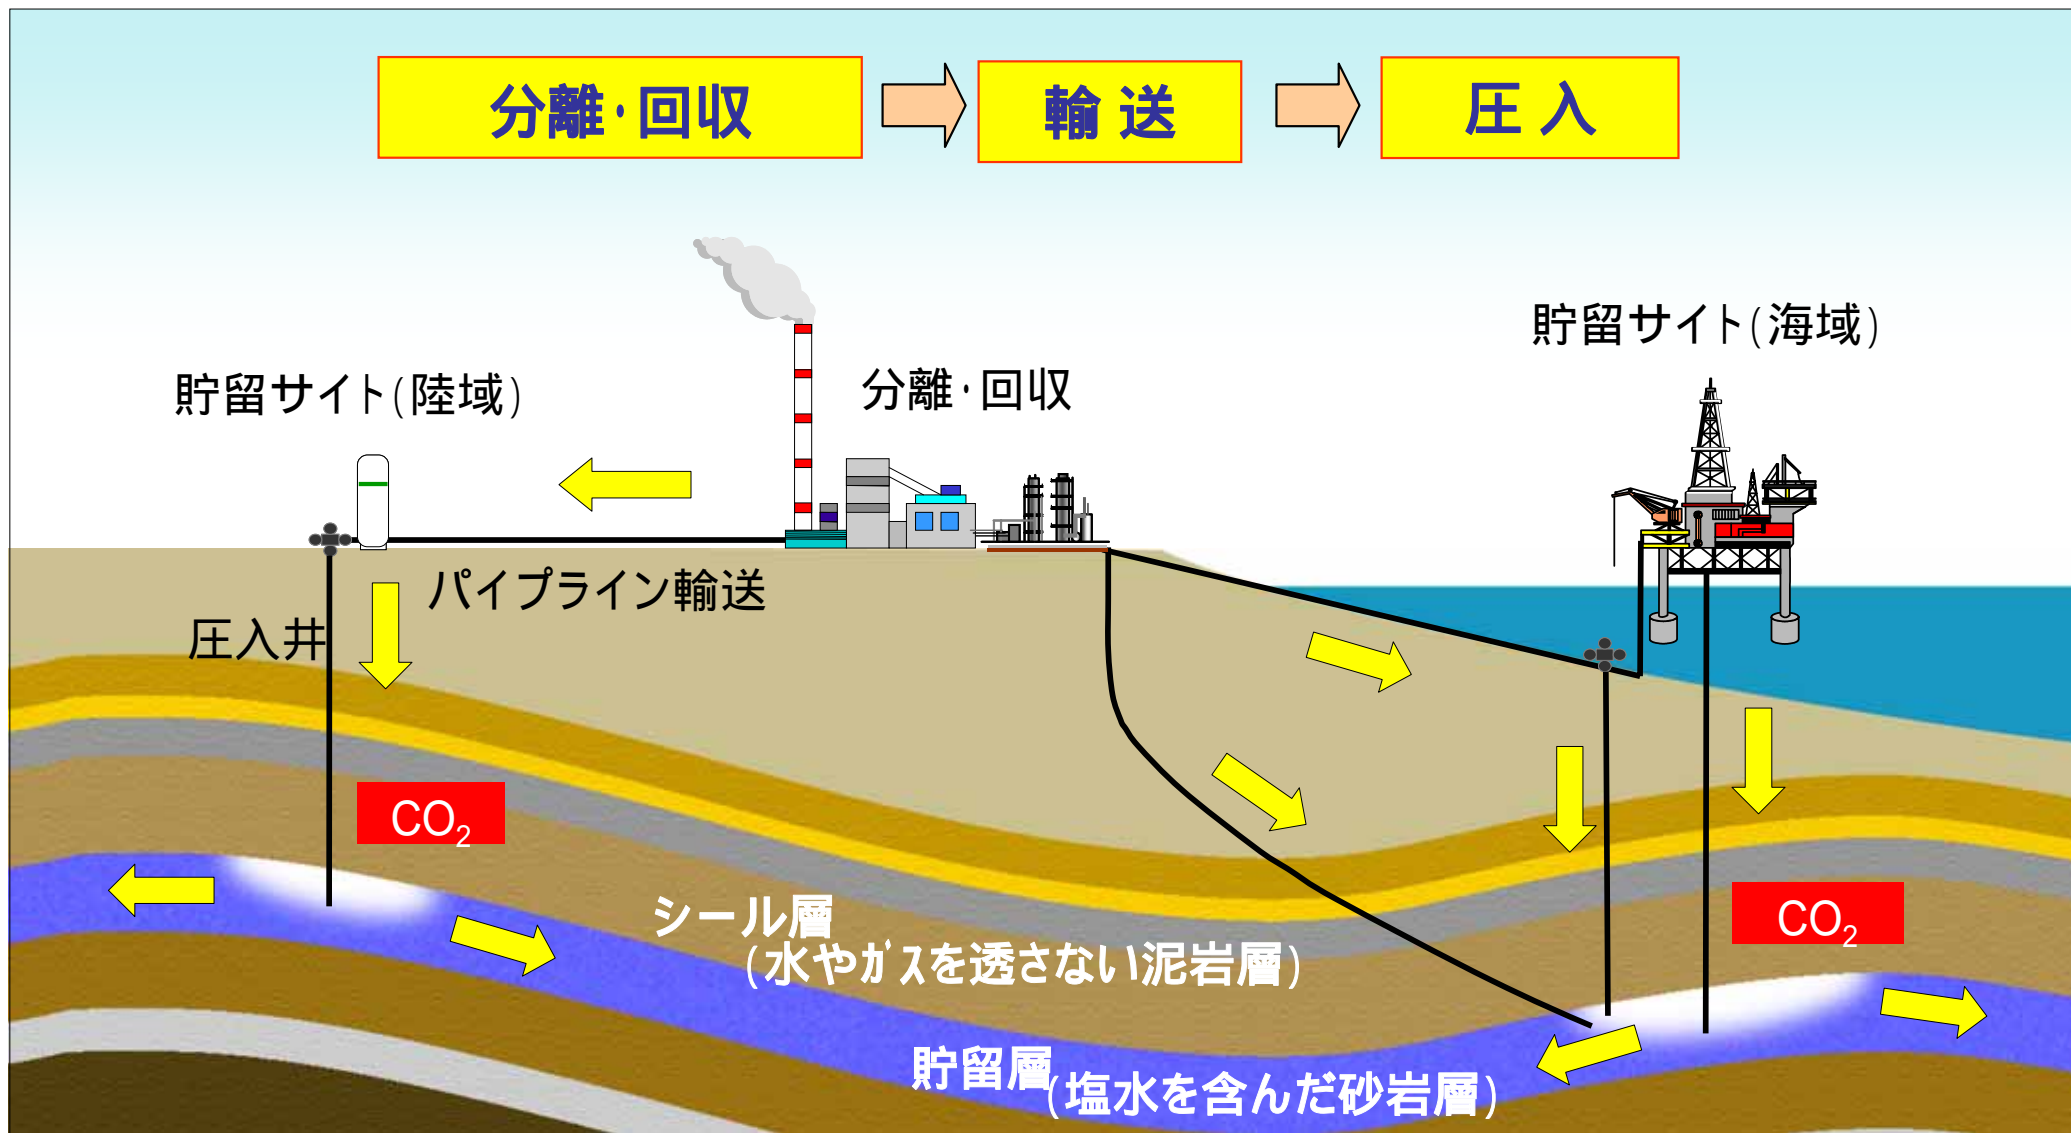 分離・回収
輸送
圧入
貯留サイト(海域)
貯留サイト(陸域)
分離・回収
パイプライン輸送
圧入井
CO₂
シール層
(水やガスを透さない泥岩層)
CO₂
貯留層
(塩水を含んだ砂岩層)